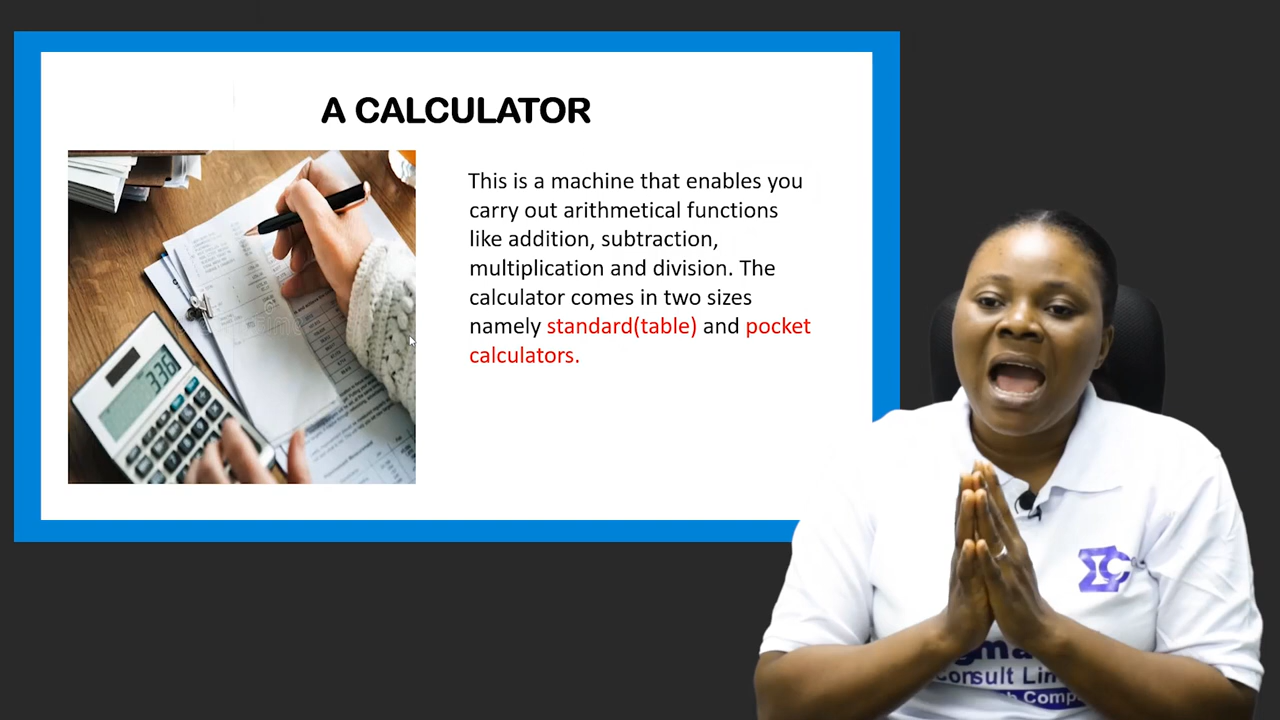 A CALCULATOR
This is a machine that enables you
carry out arithmetical functions
like addition, subtraction,
multiplication and division. The
calculator comes in two sizes
namely standard(table) and pocket
calculators.
336
ΣC